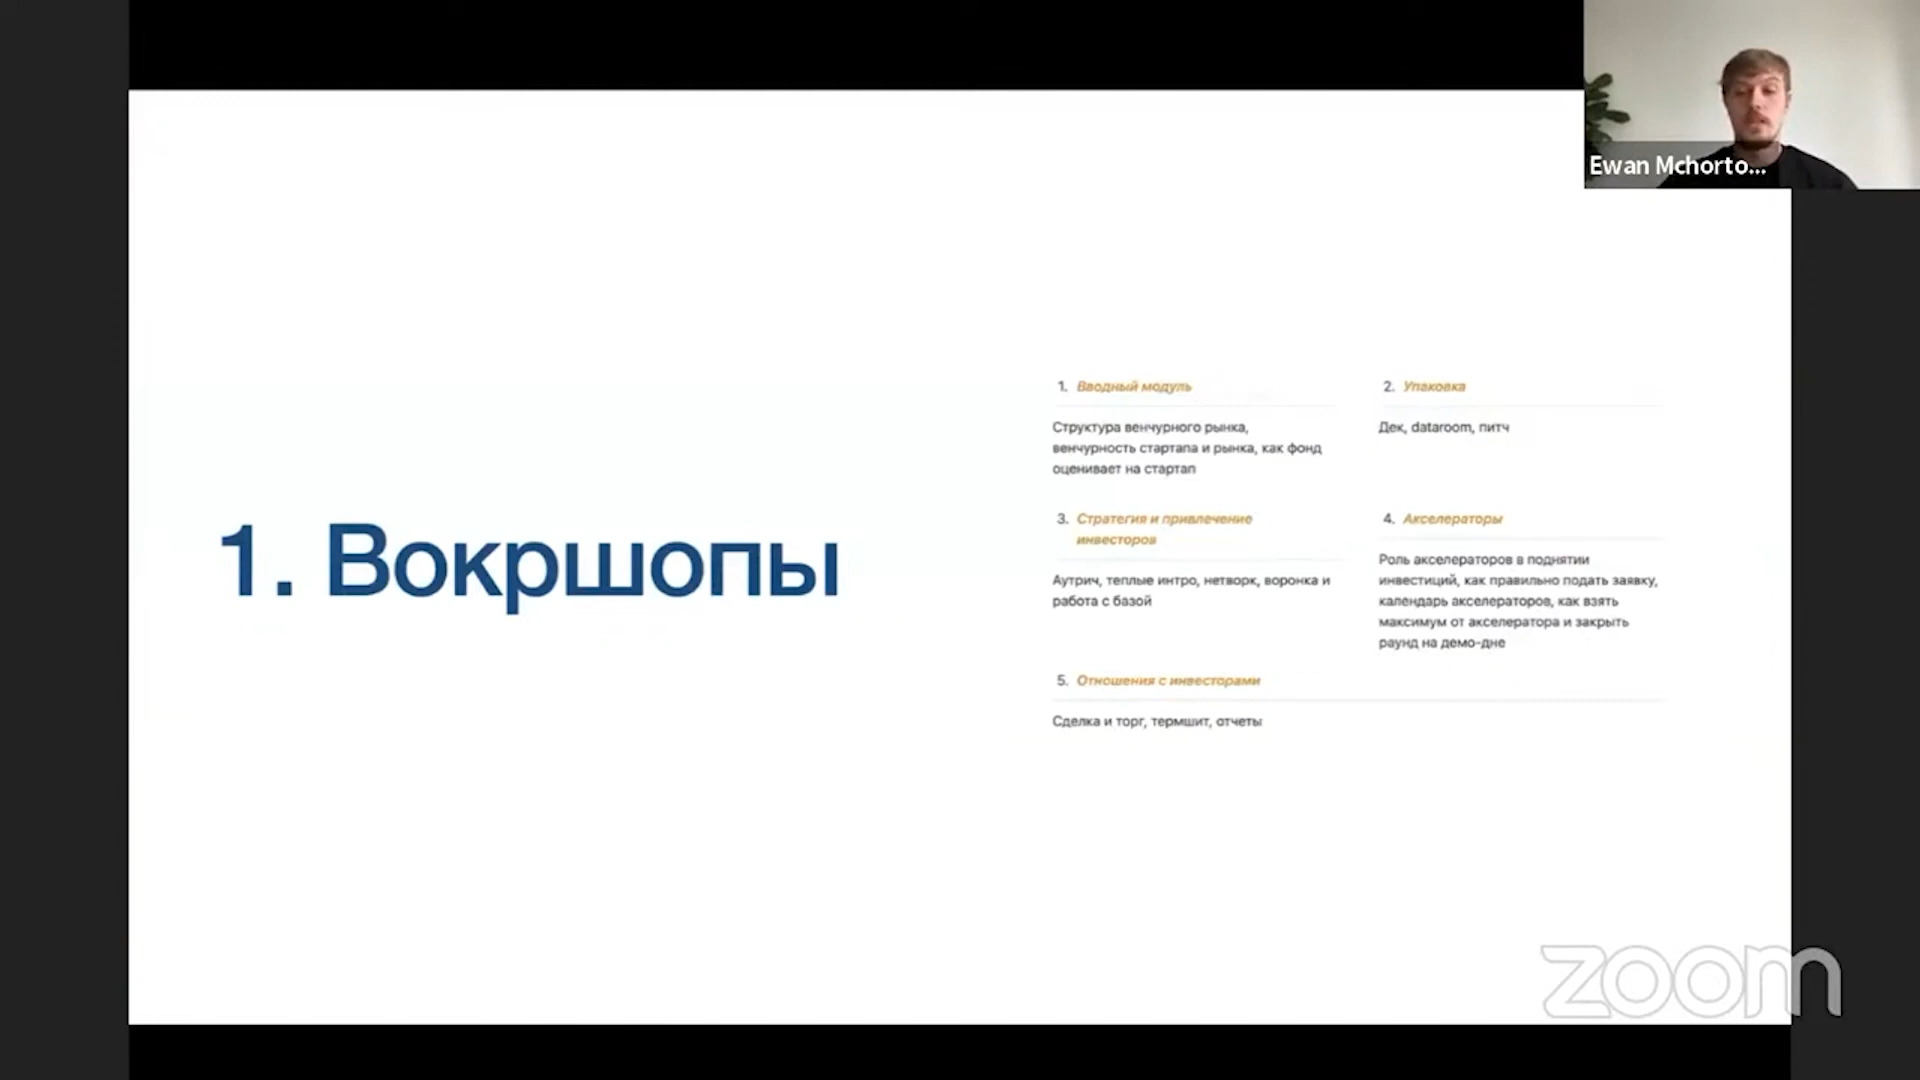 Ewan Mchorto...
1. Вокршопы
1. Вводный модуль
Структура венчурного рынка,
венчурность стартапа и рынка, как фонд
оценивает на стартап
2. Упаковка
Дек, dataroom, питч
3. Стратегия и привлечение
инвесторов
Аутрич, теплые интро, нетворк, воронка и
работа с базой
4. Акселераторы
Роль акселераторов в поднятии
инвестиций, как правильно подать заявку,
календарь акселераторов, как взять
максимум от акселератора и закрыть
раунд на демо-дне
5. Отношения с инвесторами
Сделка и торг, термшит, отчеты
zoom